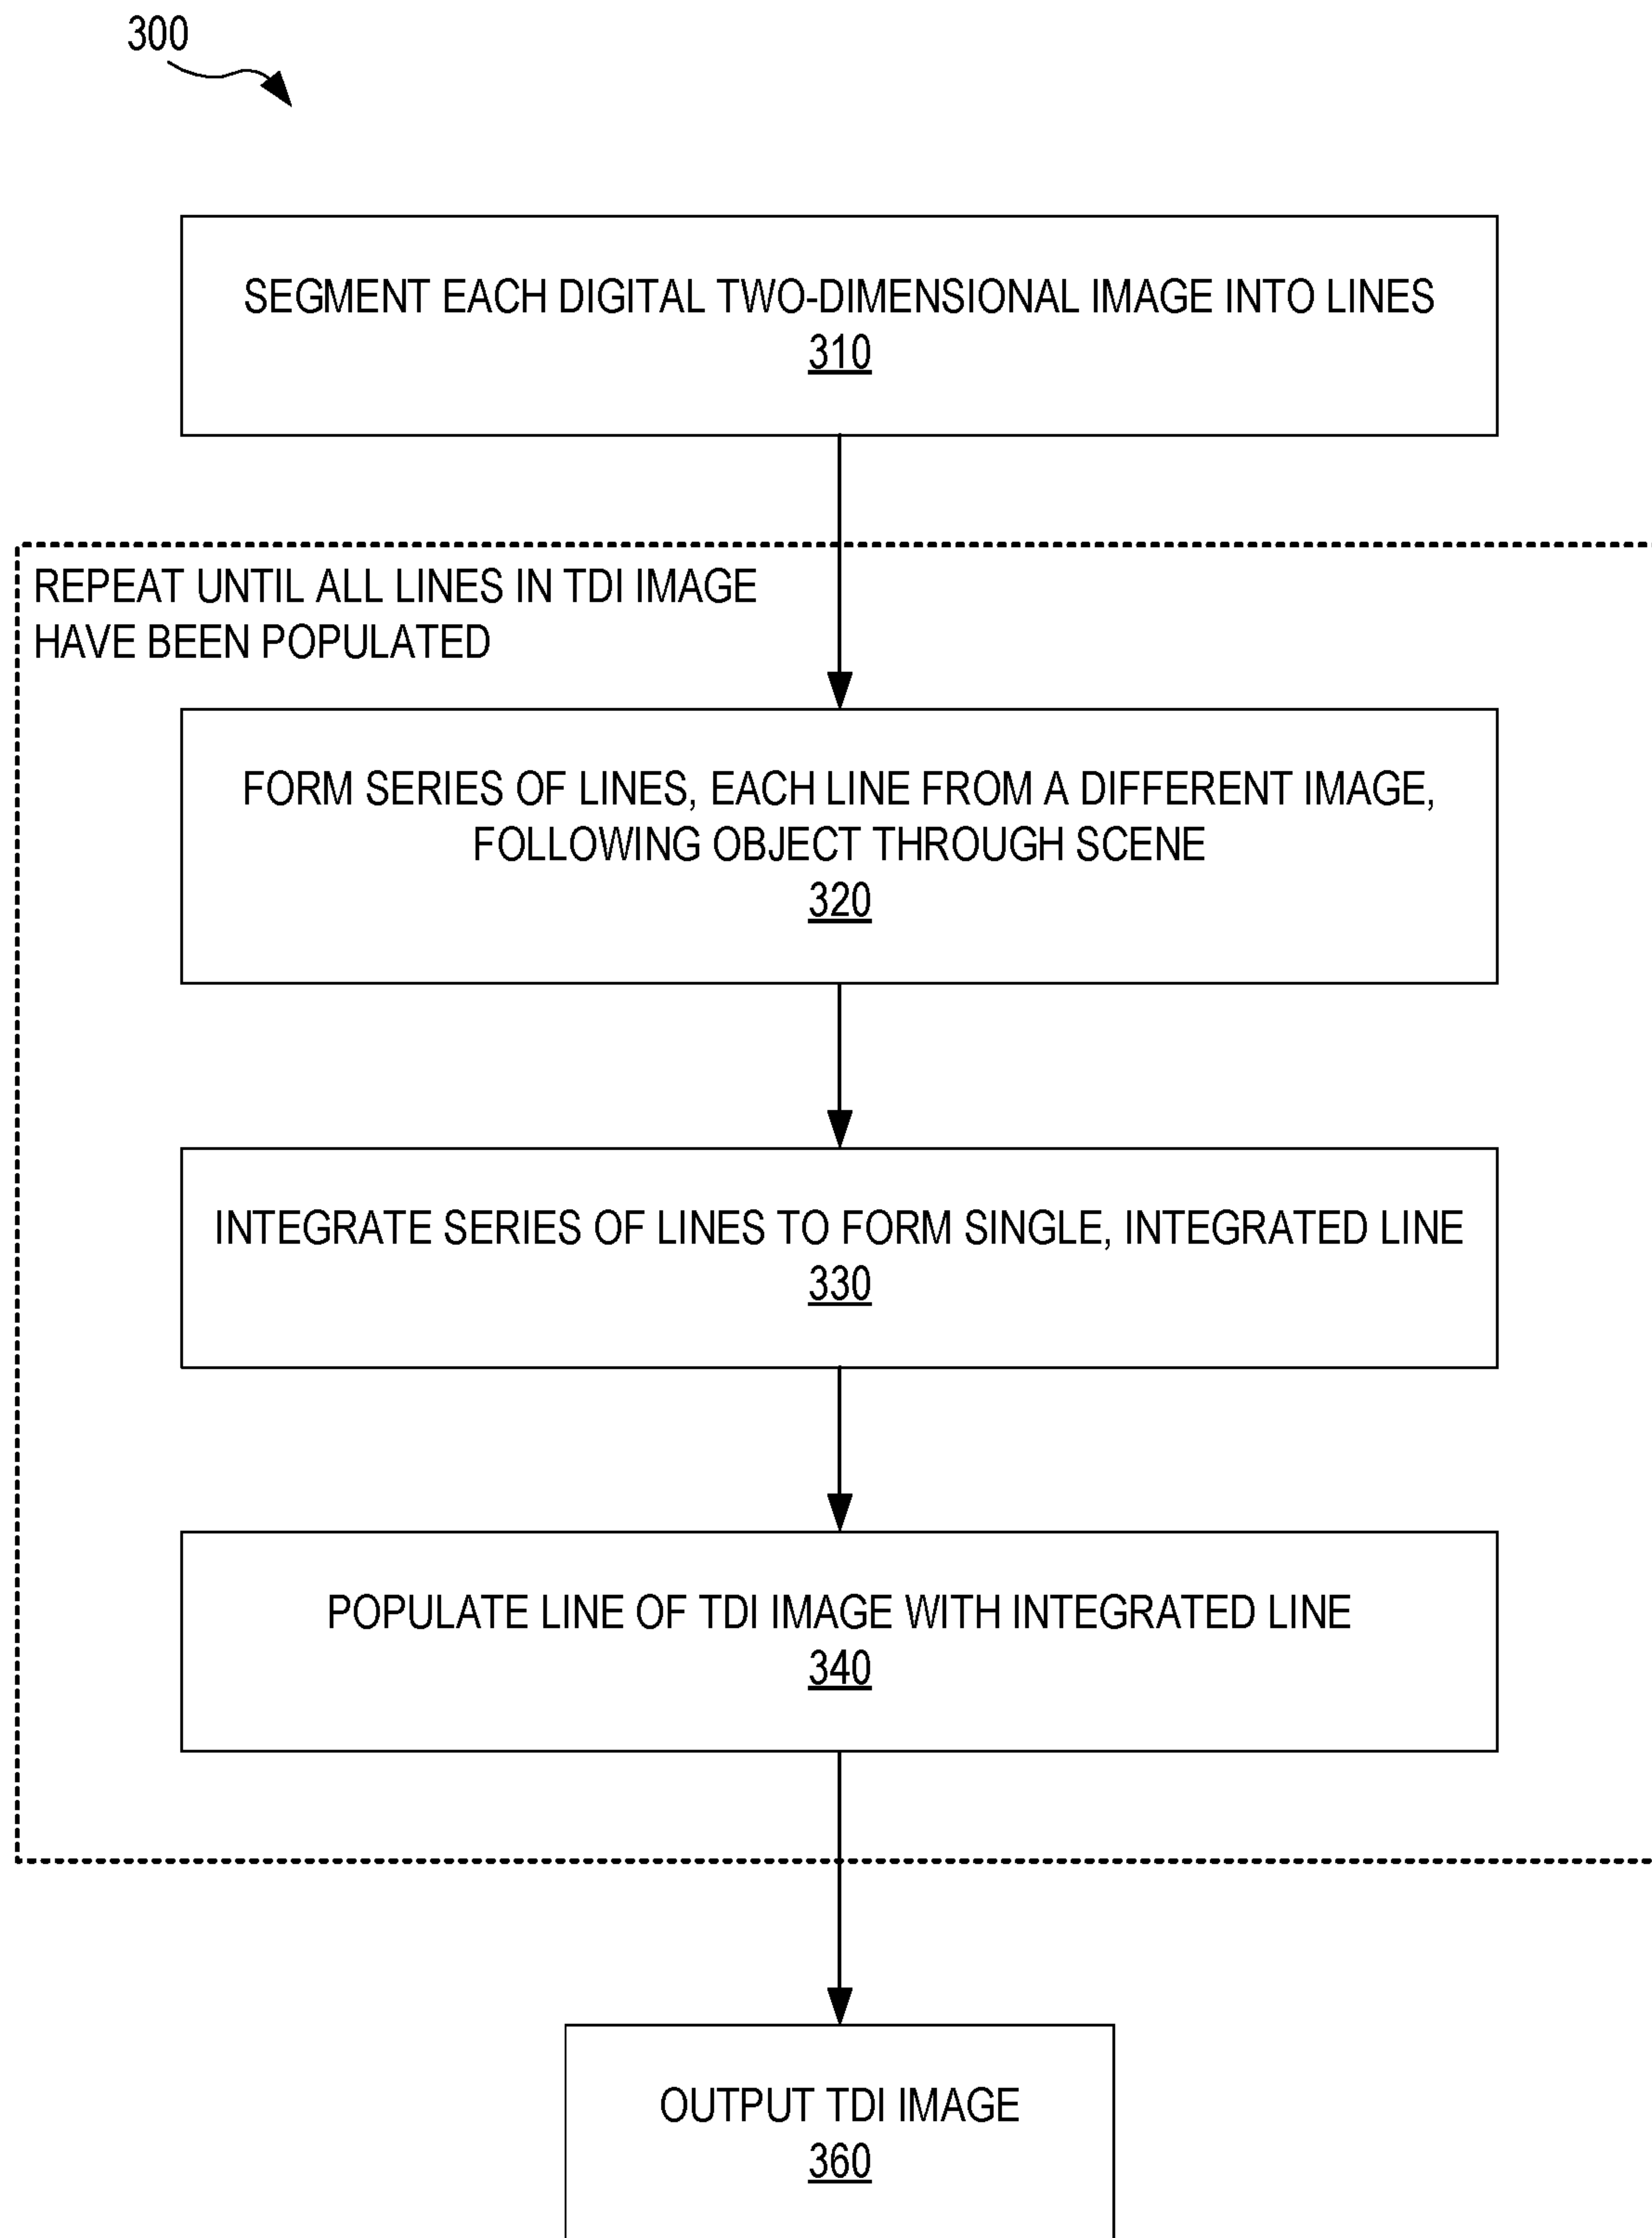 300
SEGMENT EACH DIGITAL TWO-DIMENSIONAL IMAGE INTO LINES
310
REPEAT UNTIL ALL LINES IN TDI IMAGE
HAVE BEEN POPULATED
FORM SERIES OF LINES, EACH LINE FROM A DIFFERENT IMAGE,
FOLLOWING OBJECT THROUGH SCENE
320
INTEGRATE SERIES OF LINES TO FORM SINGLE, INTEGRATED LINE
330
POPULATE LINE OF TDI IMAGE WITH INTEGRATED LINE
340
OUTPUT TDI IMAGE
360